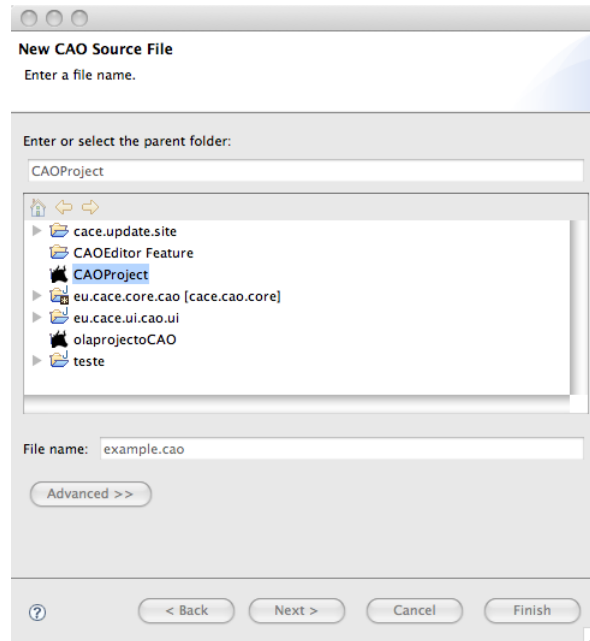 New CAO Source File
Enter a file name.
Enter or select the parent folder:
CAOProject
cace.update.site
CAOEditor Feature
CAOProject
eu.cace.core.cao [cace.cao.core]
eu.cace.ui.cao.ui
olaprojectoCAO
teste
File name: example.cao
Advanced >>
? < Back Next > Cancel Finish